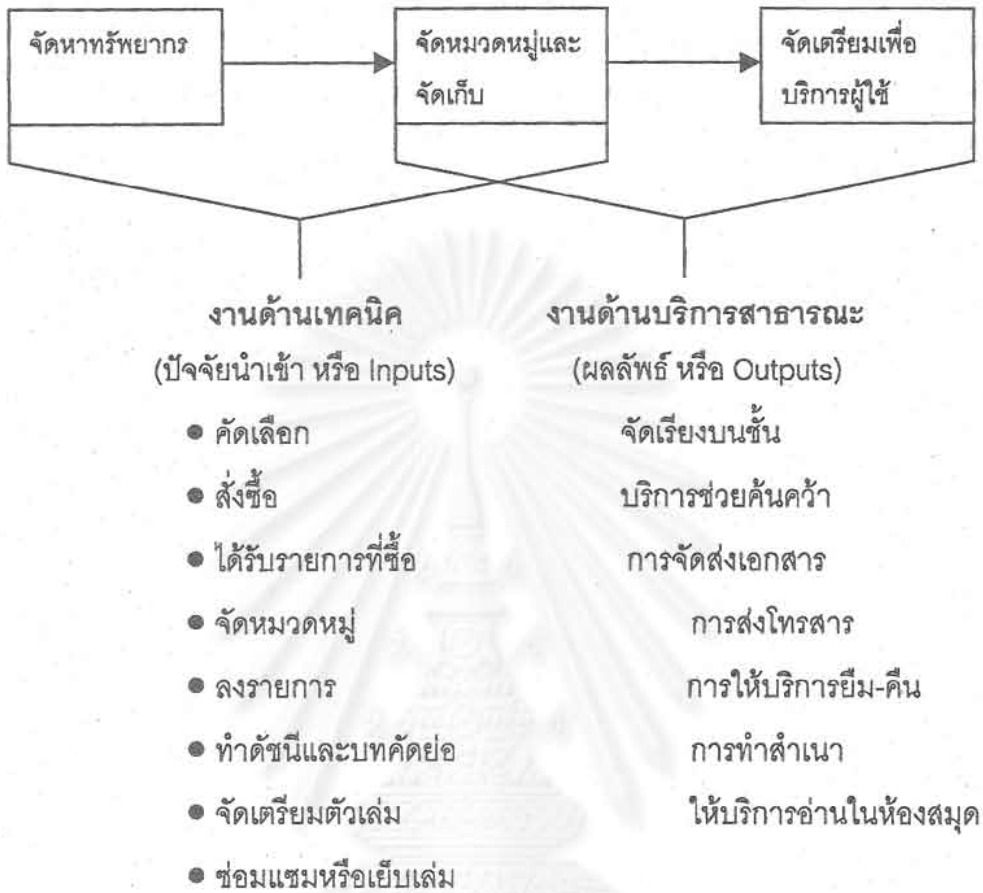 จัดหาทรัพยากร
จัดหมวดหมู่และ
จัดเก็บ
จัดเตรียมเพื่อ
บริการผู้ใช้
งานด้านเทคนิค
(ปัจจัยนำเข้า หรือ Inputs)
● คัดเลือก
● สั่งซื้อ
● ได้รับรายการที่ซื้อ
● จัดหมวดหมู่
● ลงรายการ
● ทำดัชนีและบทคัดย่อ
● จัดเตรียมตัวเล่ม
● ซ่อมแซมหรือเย็บเล่ม
งานด้านบริการสาธารณะ
(ผลลัพธ์ หรือ Outputs)
จัดเรียงบนชั้น
บริการช่วยค้นคว้า
การจัดส่งเอกสาร
การส่งโทรสาร
การให้บริการยืม-คืน
การทำสำเนา
ให้บริการอ่านในห้องสมุด